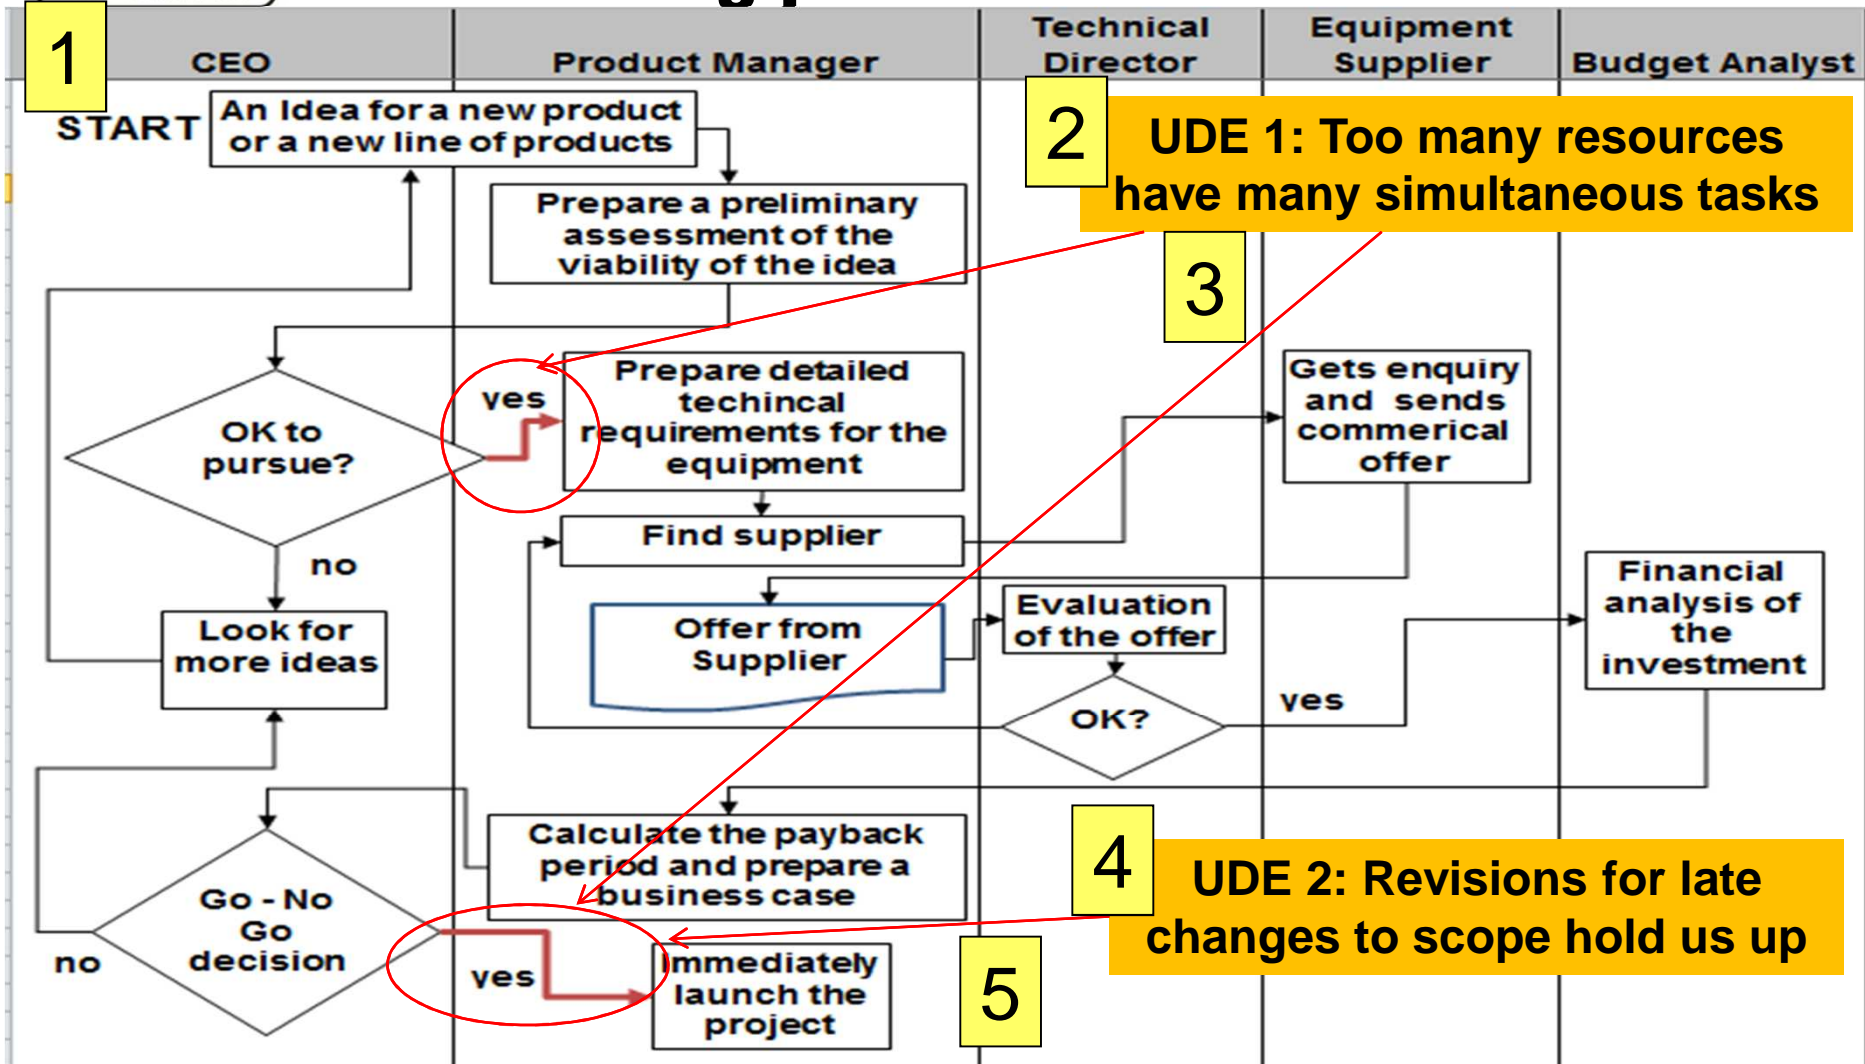 1
CEO
Product Manager
Technical
Director
Equipment
Supplier
Budget Analyst
START
An Idea for a new product
or a new line of products
2
UDE 1: Too many resources
have many simultaneous tasks
Prepare a preliminary
assessment of the
viability of the idea
3
OK to
pursue?
yes
Prepare detailed
techincal
requirements for the
equipment
Gets enquiry
and sends
commerical
offer
no
Find supplier
Look for
more ideas
Offer from
Supplier
Evaluation
of the offer
Financial
analysis of
the
investment
OK?
yes
Calculate the payback
period and prepare a
business case
4
UDE 2: Revisions for late
changes to scope hold us up
Go - No
Go
decision
no
yes
Immediately
launch the
project
5